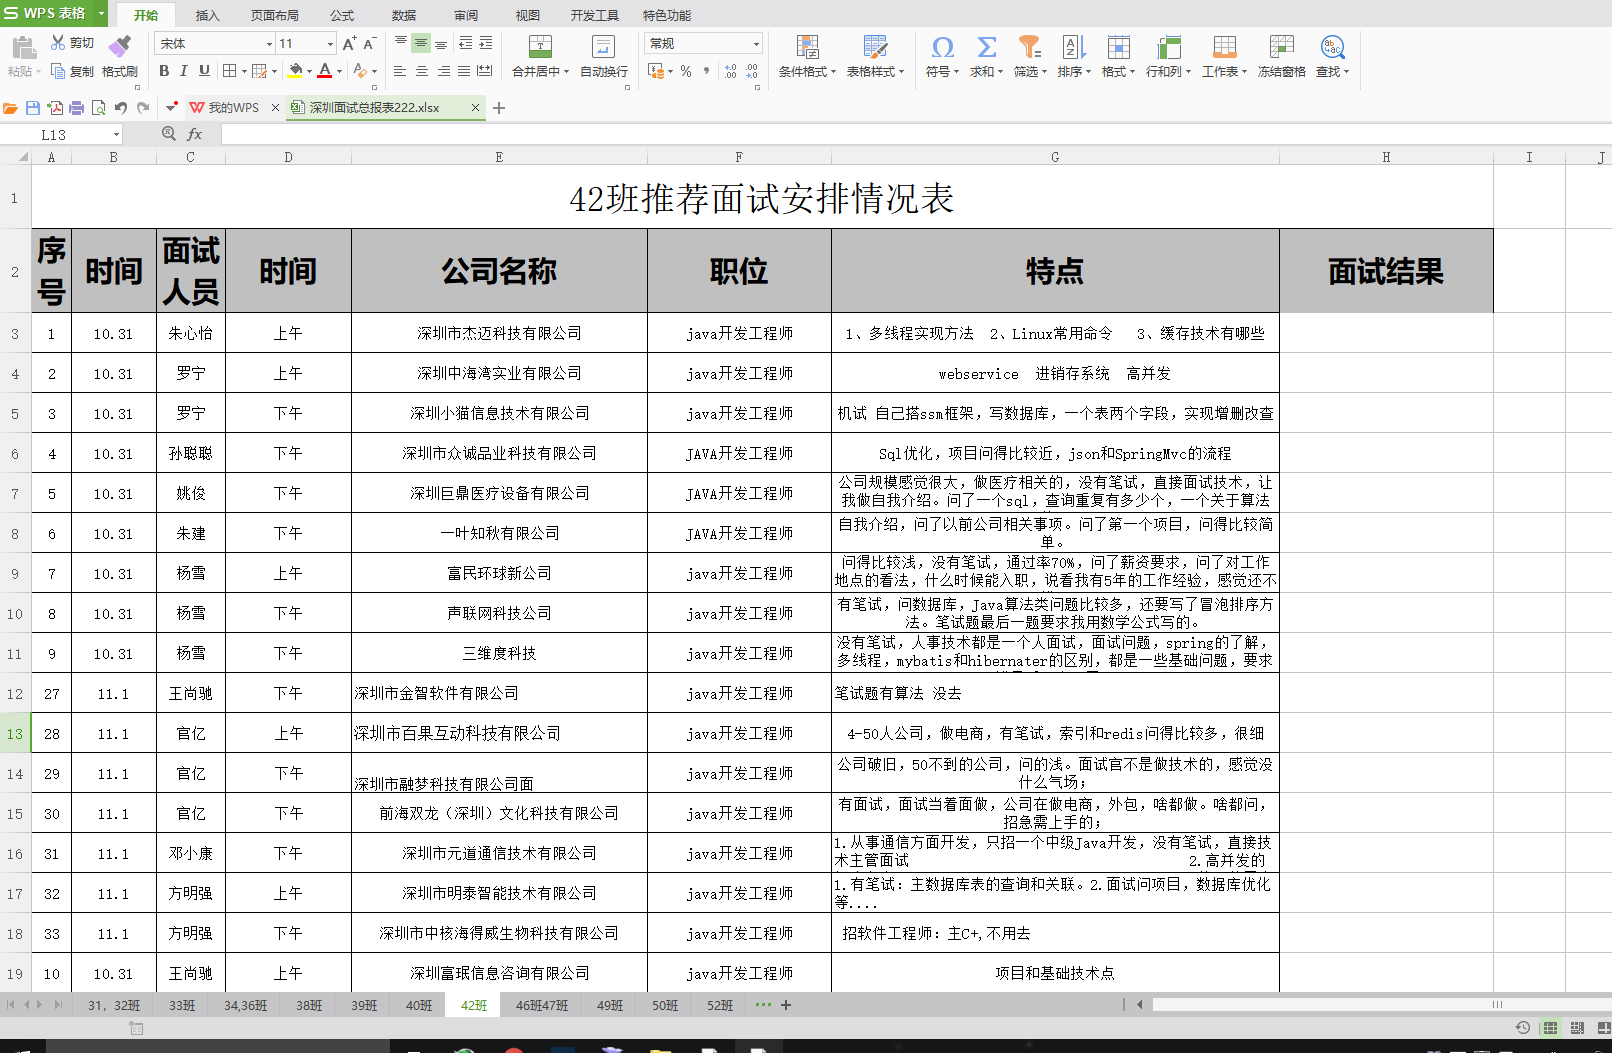 WPS 表格
开始 插入 页面布局 公式 数据 审阅 视图 开发工具 特色功能
粘贴 剪切 复制 格式刷
宋体 11
B I U
合并居中 自动换行
常规
条件格式 表格样式 符号 求和 筛选 排序 格式 行和列 工作表 冻结窗格 查找
我的WPS 深圳面试总报表222.xlsx
L13 fx
A B C D E F G H I J
1 42班推荐面试安排情况表
2 序号 时间 面试人员 时间 公司名称 职位 特点 面试结果
3 1 10.31 朱心怡 上午 深圳市杰迈科技有限公司 java开发工程师 1、多线程实现方法 2、Linux常用命令 3、缓存技术有哪些
4 2 10.31 罗宁 上午 深圳中海湾实业有限公司 java开发工程师 webservice 进销存系统 高并发
5 3 10.31 罗宁 下午 深圳小猫信息技术有限公司 java开发工程师 机试 自己搭ssm框架，写数据库，一个表两个字段，实现增删改查
6 4 10.31 孙聪聪 下午 深圳市众诚品业科技有限公司 JAVA开发工程师 Sql优化，项目问得比较近，json和SpringMvc的流程
7 5 10.31 姚俊 下午 深圳巨鼎医疗设备有限公司 JAVA开发工程师 公司规模感觉很大，做医疗相关的，没有笔试，直接面试技术，让
我做自我介绍。问了一个sql，查询重复有多少个，一个关于算法
8 6 10.31 朱建 下午 一叶知秋有限公司 JAVA开发工程师 自我介绍，问了以前公司相关事项。问了第一个项目，问得比较简
单。
9 7 10.31 杨雪 上午 富民环球新公司 java开发工程师 问得比较浅，没有笔试，通过率70%，问了薪资要求，问了对工作
地点的看法，什么时候能入职，说看我有5年的工作经验，感觉还不
10 8 10.31 杨雪 下午 声联网科技公司 java开发工程师 有笔试，问数据库，Java算法类问题比较多，还要写了冒泡排序方
法。笔试题最后一题要求我用数学公式写的。
11 9 10.31 杨雪 下午 三维度科技 java开发工程师 没有笔试，人事技术都是一个人面试，面试问题，spring的了解，
多线程，mybatis和hibernater的区别，都是一些基础问题，要求
12 27 11.1 王尚驰 下午 深圳市金智软件有限公司 java开发工程师 笔试题有算法 没去
13 28 11.1 官亿 上午 深圳市百果互动科技有限公司 java开发工程师 4-50人公司，做电商，有笔试，索引和redis问得比较多，很细
14 29 11.1 官亿 下午 深圳市融梦科技有限公司面 java开发工程师 公司破旧，50不到的公司，问的浅。面试官不是做技术的，感觉没
什么气场；
15 30 11.1 官亿 下午 前海双龙（深圳）文化科技有限公司 java开发工程师 有面试，面试当着面做，公司在做电商，外包，啥都做。啥都问，
招急需上手的；
16 31 11.1 邓小康 下午 深圳市元道通信技术有限公司 java开发工程师 1.从事通信方面开发，只招一个中级Java开发，没有笔试，直接技
术主管面试 2.高并发的
17 32 11.1 方明强 上午 深圳市明泰智能技术有限公司 java开发工程师 1.有笔试：主数据库表的查询和关联。2.面试问项目，数据库优化
等....
18 33 11.1 方明强 下午 深圳市中核海得威生物科技有限公司 java开发工程师 招软件工程师：主C+,不用去
19 10 10.31 王尚驰 上午 深圳富珉信息咨询有限公司 java开发工程师 项目和基础技术点
31，32班 33班 34,36班 38班 39班 40班 42班 46班47班 49班 50班 52班